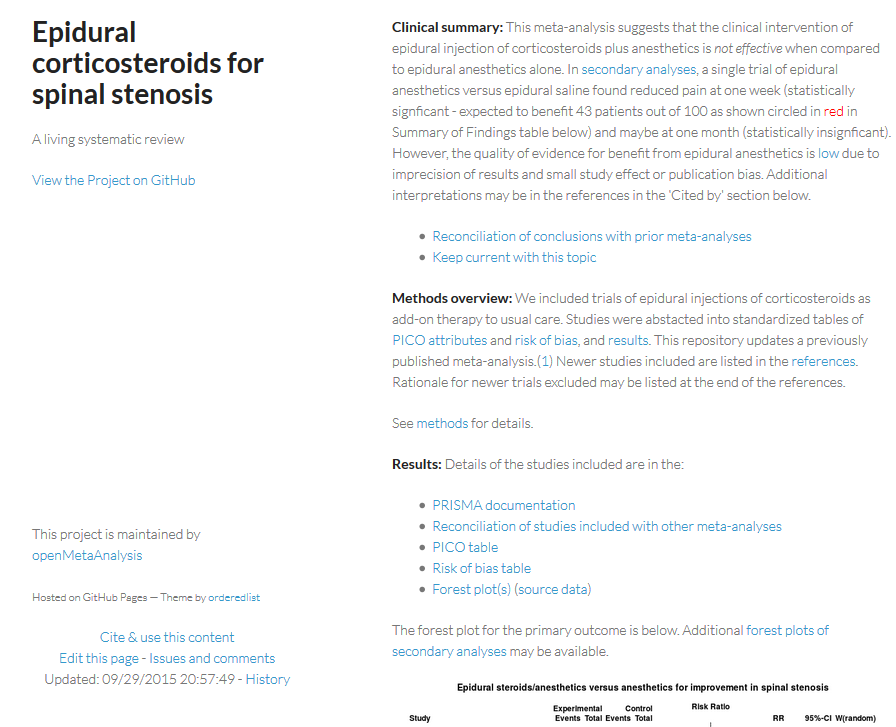 Epidural
corticosteroids for
spinal stenosis
A living systematic review
View the Project on GitHub
This project is maintained by
openMetaAnalysis
Hosted on GitHub Pages — Theme by orderedlist
Cite & use this content
Edit this page - Issues and comments
Updated: 09/29/2015 20:57:49 - History
Clinical summary: This meta-analysis suggests that the clinical intervention of
epidural injection of corticosteroids plus anesthetics is not effective when compared
to epidural anesthetics alone. In secondary analyses, a single trial of epidural
anesthetics versus epidural saline found reduced pain at one week (statistically
signficant - expected to benefit 43 patients out of 100 as shown circled in red in
Summary of Findings table below) and maybe at one month (statistically insignficant).
However, the quality of evidence for benefit from epidural anesthetics is low due to
imprecision of results and small study effect or publication bias. Additional
interpretations may be in the references in the 'Cited by' section below.
• Reconciliation of conclusions with prior meta-analyses
• Keep current with this topic
Methods overview: We included trials of epidural injections of corticosteroids as
add-on therapy to usual care. Studies were abstacted into standardized tables of
PICO attributes and risk of bias, and results. This repository updates a previously
published meta-analysis.(1) Newer studies included are listed in the references.
Rationale for newer trials excluded may be listed at the end of the references.
See methods for details.
Results: Details of the studies included are in the:
• PRISMA documentation
• Reconciliation of studies included with other meta-analyses
• PICO table
• Risk of bias table
• Forest plot(s) (source data)
The forest plot for the primary outcome is below. Additional forest plots of
secondary analyses may be available.
Epidural steroids/anesthetics versus anesthetics for improvement in spinal stenosis
Experimental Control Risk Ratio
Study Events Total Events Total RR 95%-CI W(random)